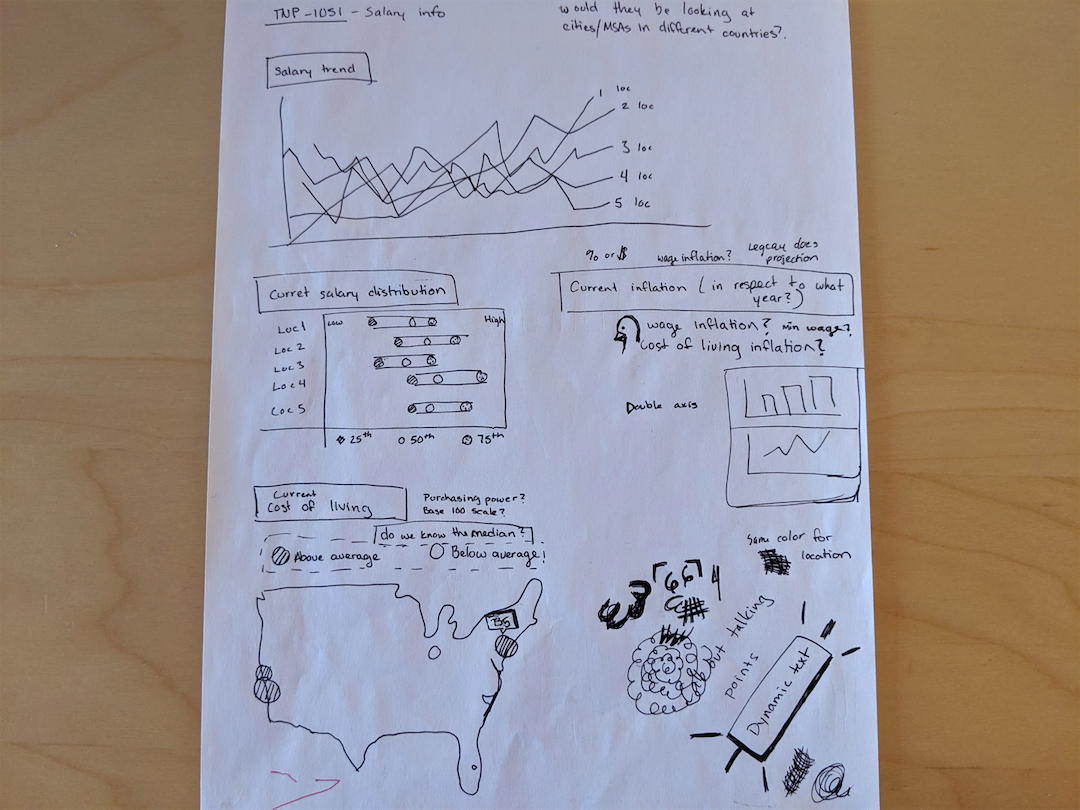 TNP-1051 - Salary info
would they be looking at
cities/MSAs in different countries?
Salary trend
1 loc
2 loc
3 loc
4 loc
5 loc
% or $
wage inflation?
Legcay does
projection
Curret salary distribution
Loc 1
Loc 2
Loc 3
Loc 4
Loc 5
Low
High
25th
50th
75th
Current inflation (in respect to what
year?)
wage inflation? min wage?
Cost of living inflation?
Double axis
Current
Cost of living
Purchasing power?
Base 100 scale?
do we know the median?
Above average
Below average!
Same color for
location
call out talking
points
Dynamic text